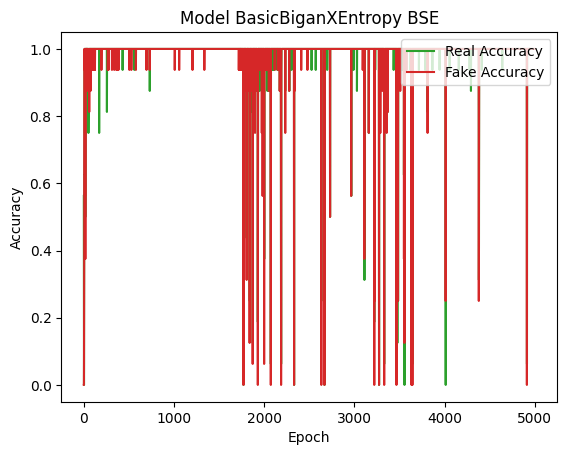 Model BasicBiganXEntropy BSE
Real Accuracy
Fake Accuracy
Accuracy
1.0
0.8
0.6
0.4
0.2
0.0
0 1000 2000 3000 4000 5000
Epoch